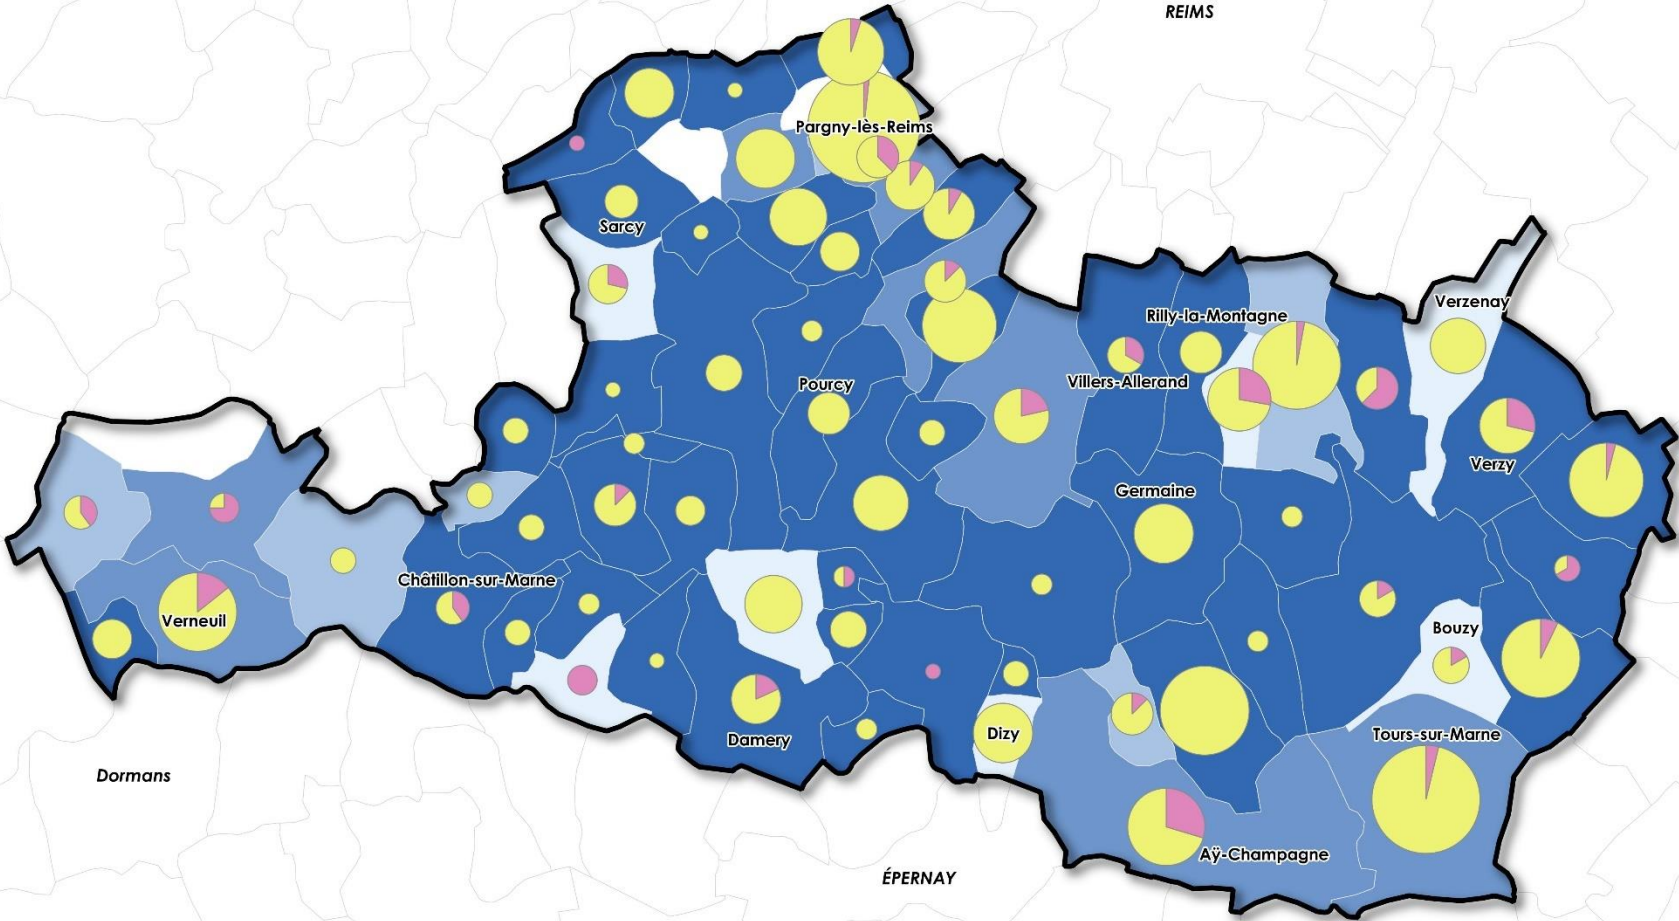 REIMS
Pargny-lès-Reims
Sarcy
Verzenay
Rilly-la-Montagne
Villers-Allerand
Pourcy
Verzy
Germaine
Châtillon-sur-Marne
Verneuil
Bouzy
Dizy
Tours-sur-Marne
Damery
Dormans
Aÿ-Champagne
ÉPERNAY